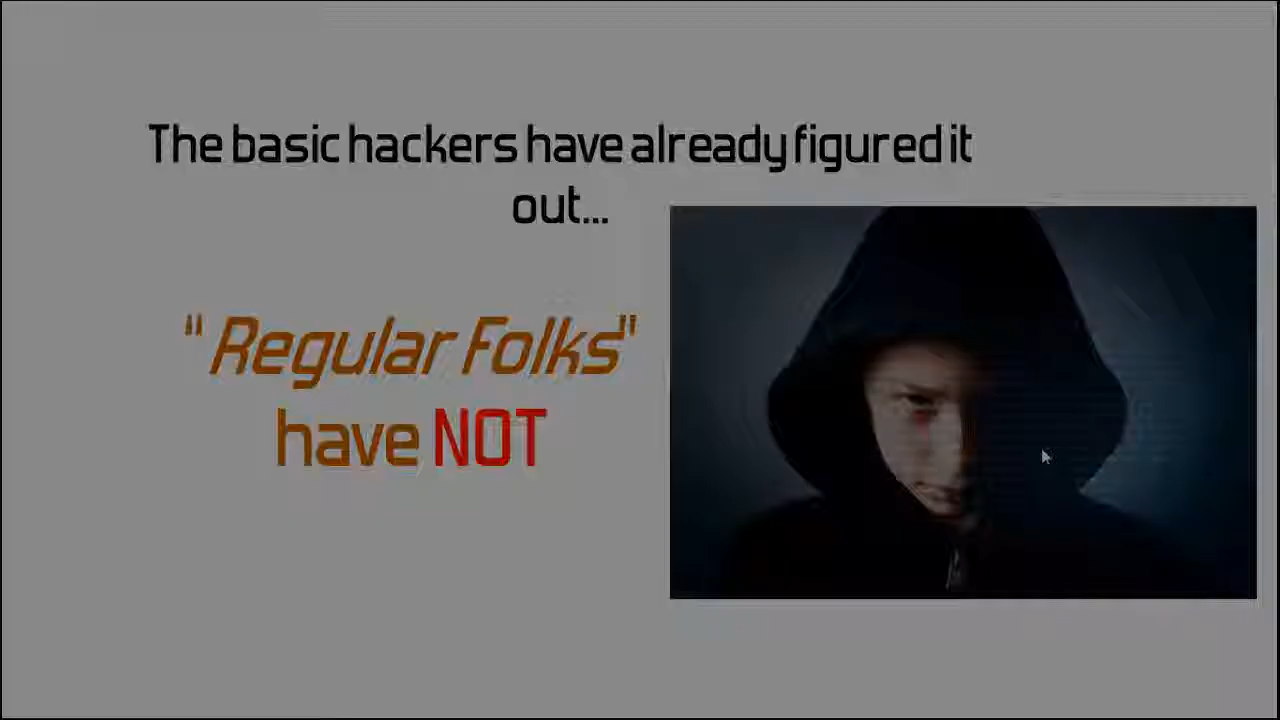 The basic hackers have already figured it
out...
"Regular Folks"
have NOT